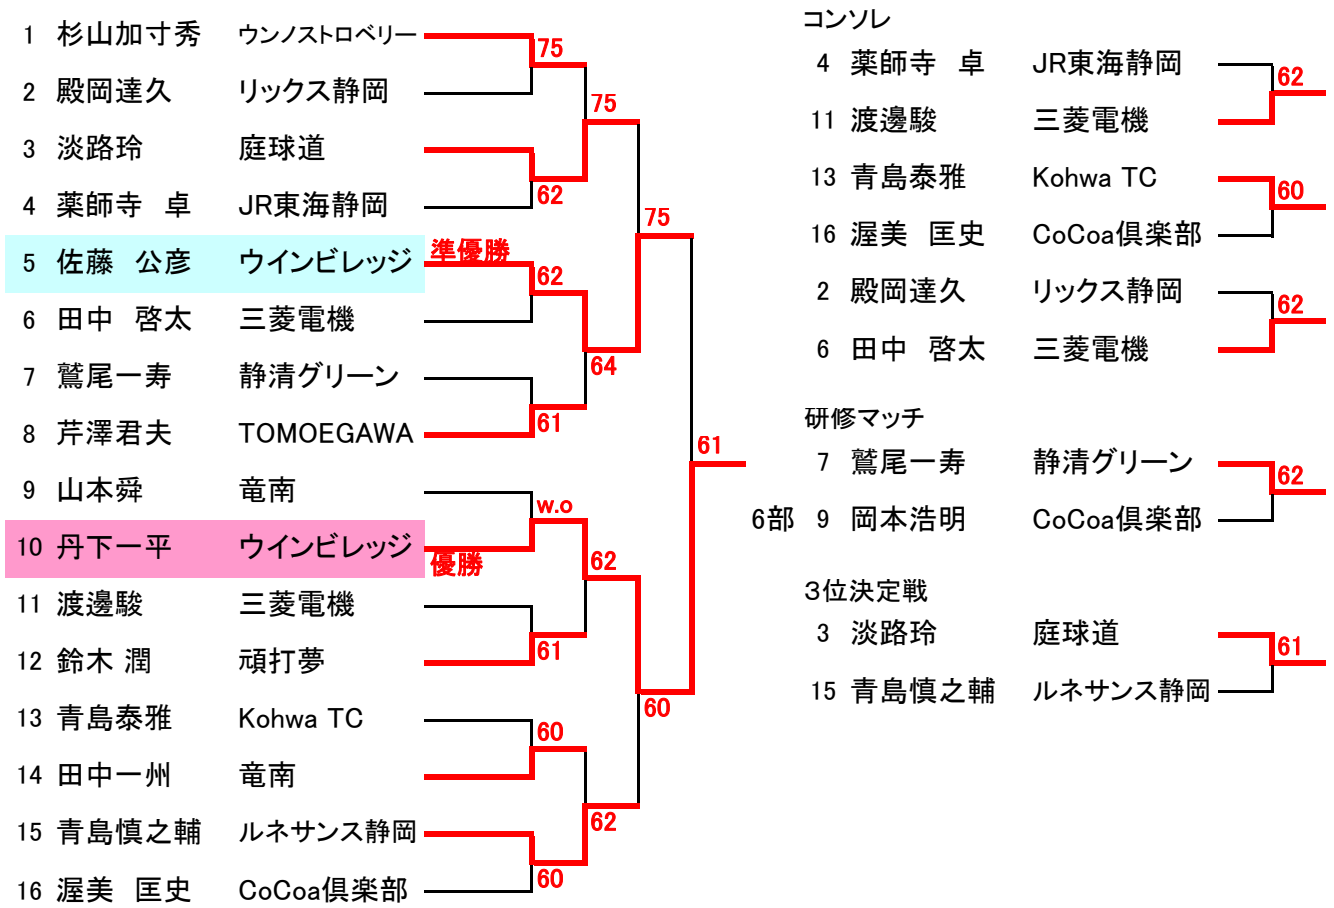 1 杉山加寸秀 ウンノストロベリー
75
2 殿岡達久 リックス静岡
75
3 淡路玲 庭球道
62
4 薬師寺 卓 JR東海静岡
75
準優勝
5 佐藤 公彦 ウインビレッジ
62
6 田中 啓太 三菱電機
64
7 鷲尾一寿 静清グリーン
61
8 芹澤君夫 TOMOEGAWA
61
9 山本舜 竜南
w.o
10 丹下一平 ウインビレッジ
優勝
62
11 渡邊駿 三菱電機
61
12 鈴木 潤 頑打夢
60
13 青島泰雅 Kohwa TC
60
14 田中一州 竜南
62
15 青島慎之輔 ルネサンス静岡
60
16 渥美 匡史 CoCoa倶楽部
コンソレ
4 薬師寺 卓 JR東海静岡
62
11 渡邊駿 三菱電機
13 青島泰雅 Kohwa TC
60
16 渥美 匡史 CoCoa倶楽部
2 殿岡達久 リックス静岡
62
6 田中 啓太 三菱電機
研修マッチ
7 鷲尾一寿 静清グリーン
62
6部 9 岡本浩明 CoCoa倶楽部
3位決定戦
3 淡路玲 庭球道
61
15 青島慎之輔 ルネサンス静岡